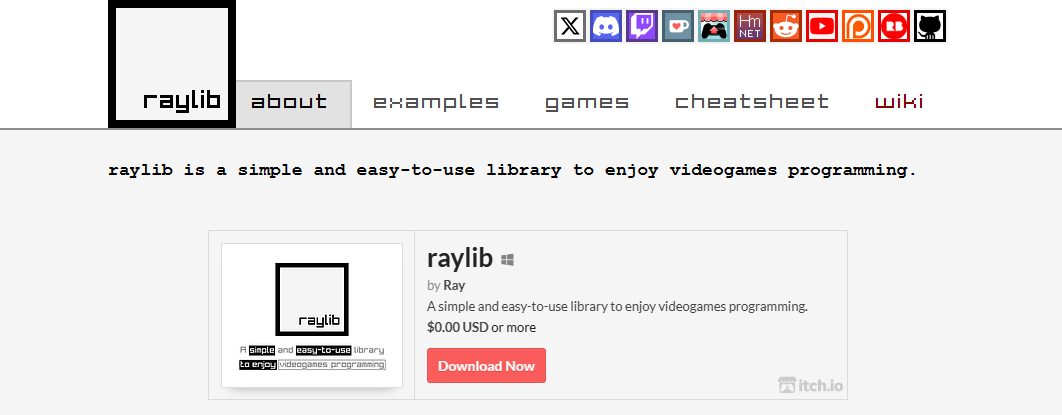 raylib
about
examples
games
cheatsheet
wiki
Hm
NET
raylib is a simple and easy-to-use library to enjoy videogames programming.
raylib
A simple and easy-to-use library
to enjoy videogames programming
raylib
by Ray
A simple and easy-to-use library to enjoy videogames programming.
$0.00 USD or more
Download Now
itch.io